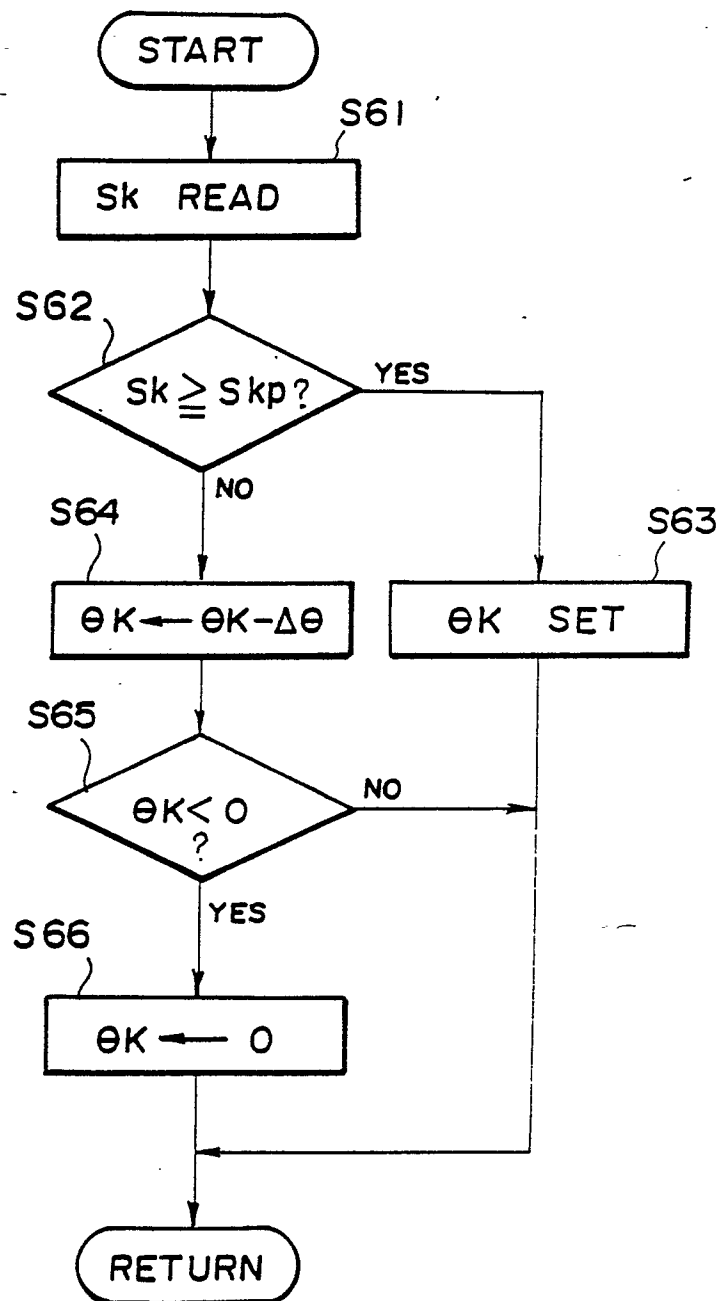 START
S61
Sk READ
S62
Sk ≧ Skp?
YES
NO
S64
S63
θK ← θK-Δθ
θK SET
S65
θK < 0
?
NO
YES
S66
θK ← 0
RETURN